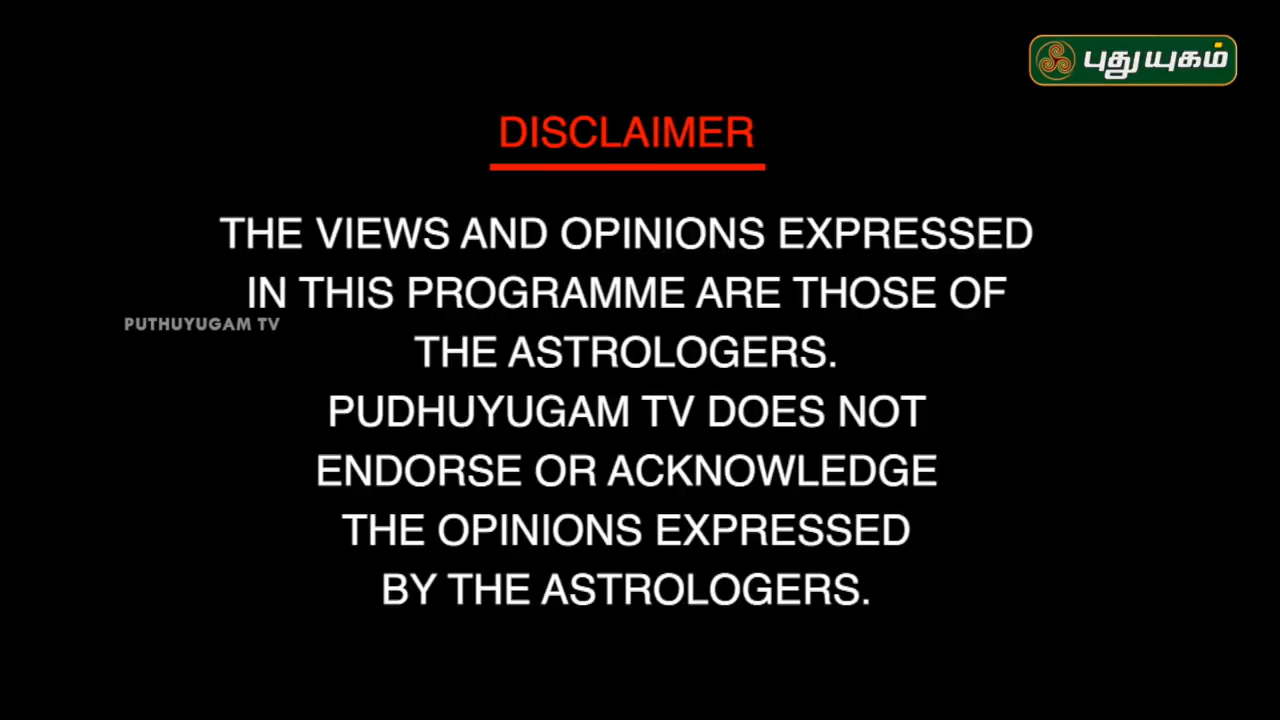 புதுயுகம்
DISCLAIMER
THE VIEWS AND OPINIONS EXPRESSED
IN THIS PROGRAMME ARE THOSE OF
PUTHUYUGAM TV
THE ASTROLOGERS.
PUDHUYUGAM TV DOES NOT
ENDORSE OR ACKNOWLEDGE
THE OPINIONS EXPRESSED
BY THE ASTROLOGERS.